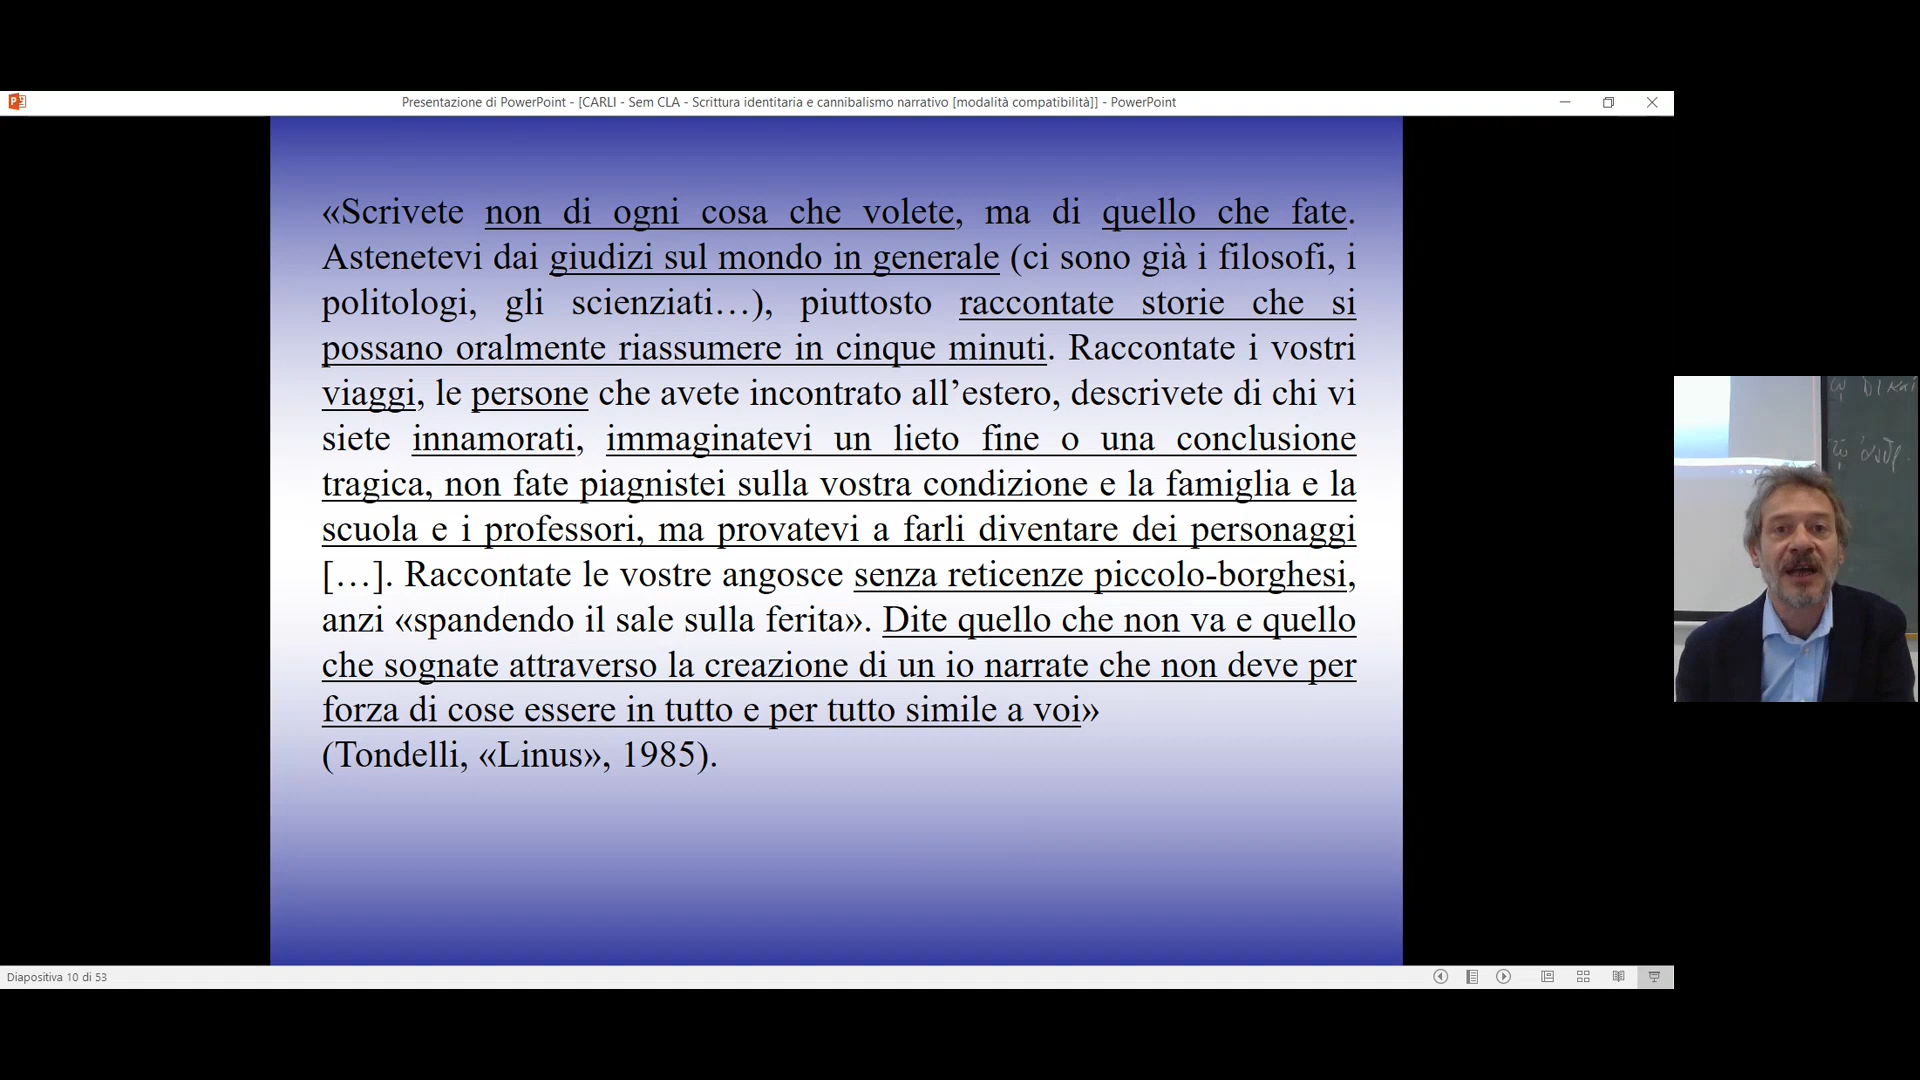 Presentazione di PowerPoint - [CARLI - Sem CLA - Scrittura identitaria e cannibalismo narrativo [modalità compatibilità]] - PowerPoint
«Scrivete non di ogni cosa che volete, ma di quello che fate.
Astenetevi dai giudizi sul mondo in generale (ci sono già i filosofi, i
politologi, gli scienziati…), piuttosto raccontate storie che si
possano oralmente riassumere in cinque minuti. Raccontate i vostri
viaggi, le persone che avete incontrato all’estero, descrivete di chi vi
siete innamorati, immaginatevi un lieto fine o una conclusione
tragica, non fate piagnistei sulla vostra condizione e la famiglia e la
scuola e i professori, ma provatevi a farli diventare dei personaggi
[…]. Raccontate le vostre angosce senza reticenze piccolo-borghesi,
anzi «spandendo il sale sulla ferita». Dite quello che non va e quello
che sognate attraverso la creazione di un io narrate che non deve per
forza di cose essere in tutto e per tutto simile a voi»
(Tondelli, «Linus», 1985).
Diapositiva 10 di 53